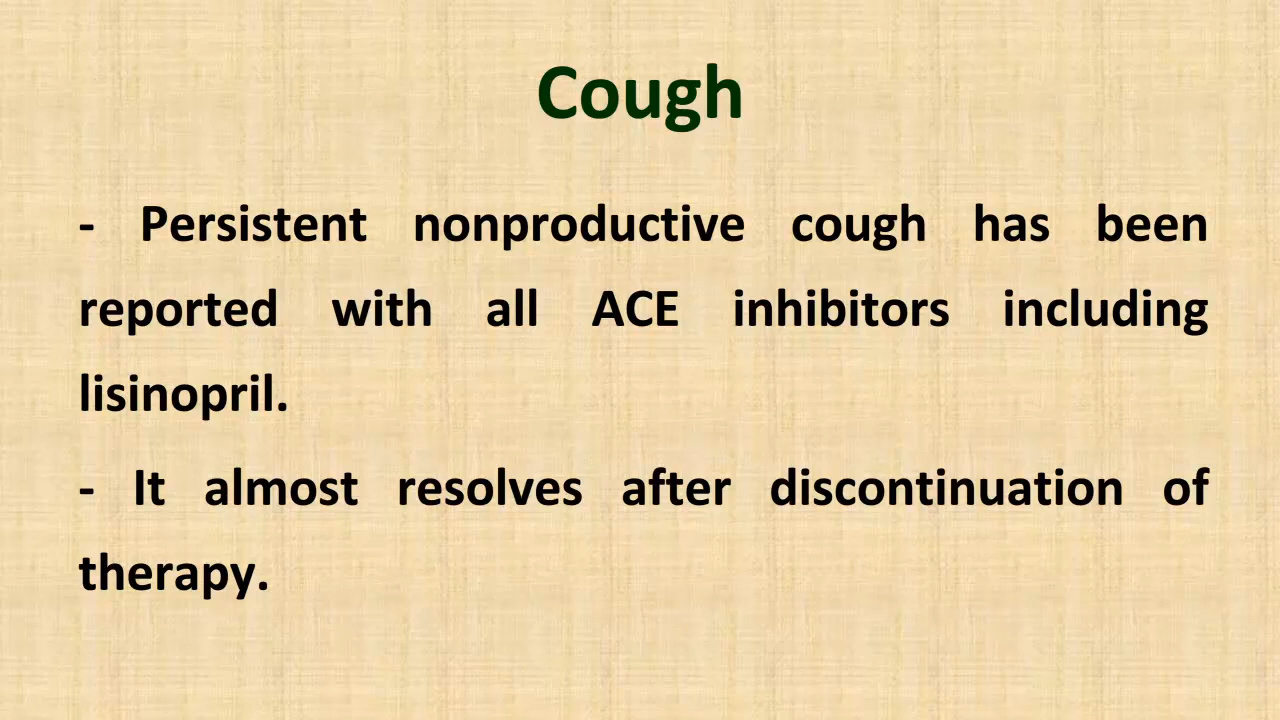 Cough
- Persistent nonproductive cough has been
reported with all ACE inhibitors including
lisinopril.
- It almost resolves after discontinuation of
therapy.